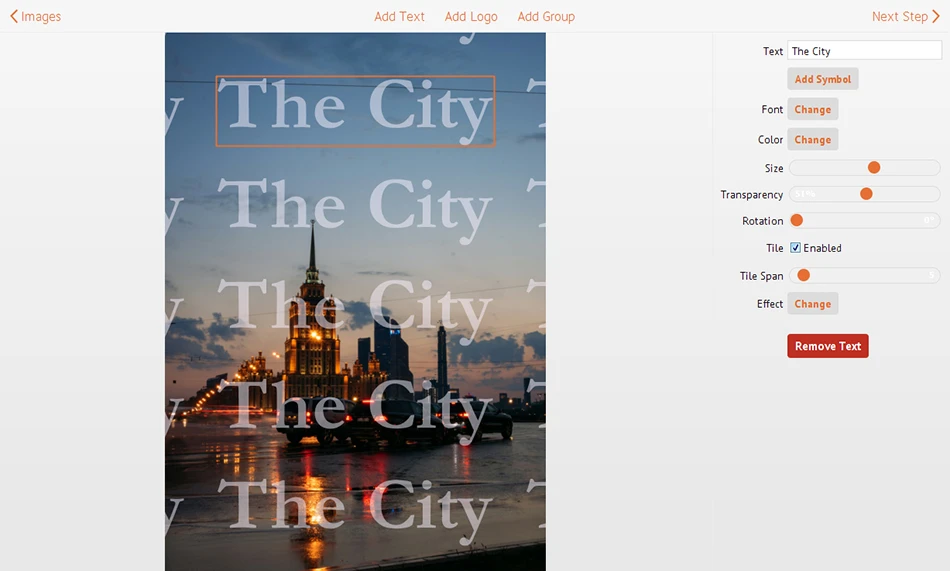 Images
Add Text
Add Logo
Add Group
Next Step
Text
The City
Add Symbol
Font
Change
Color
Change
Size
Transparency
51%
Rotation
0°
Tile
Enabled
Tile Span
5
Effect
Change
Remove Text
y The City T
y The City T
y The City T
y The City T
y The City T